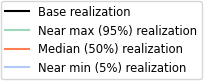 Base realization
Near max (95%) realization
Median (50%) realization
Near min (5%) realization